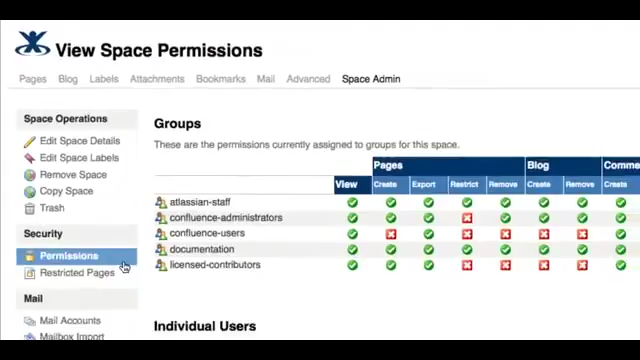 View Space Permissions
Pages Blog Labels Attachments Bookmarks Mail Advanced Space Admin
Space Operations
Edit Space Details
Edit Space Labels
Remove Space
Copy Space
Trash
Security
Permissions
Restricted Pages
Mail
Mail Accounts
Mailbox Import
Groups
These are the permissions currently assigned to groups for this space.
Pages Blog Comme
View Create Export Restrict Remove Create Remove Create
atlassian-staff
confluence-administrators
confluence-users
documentation
licensed-contributors
Individual Users